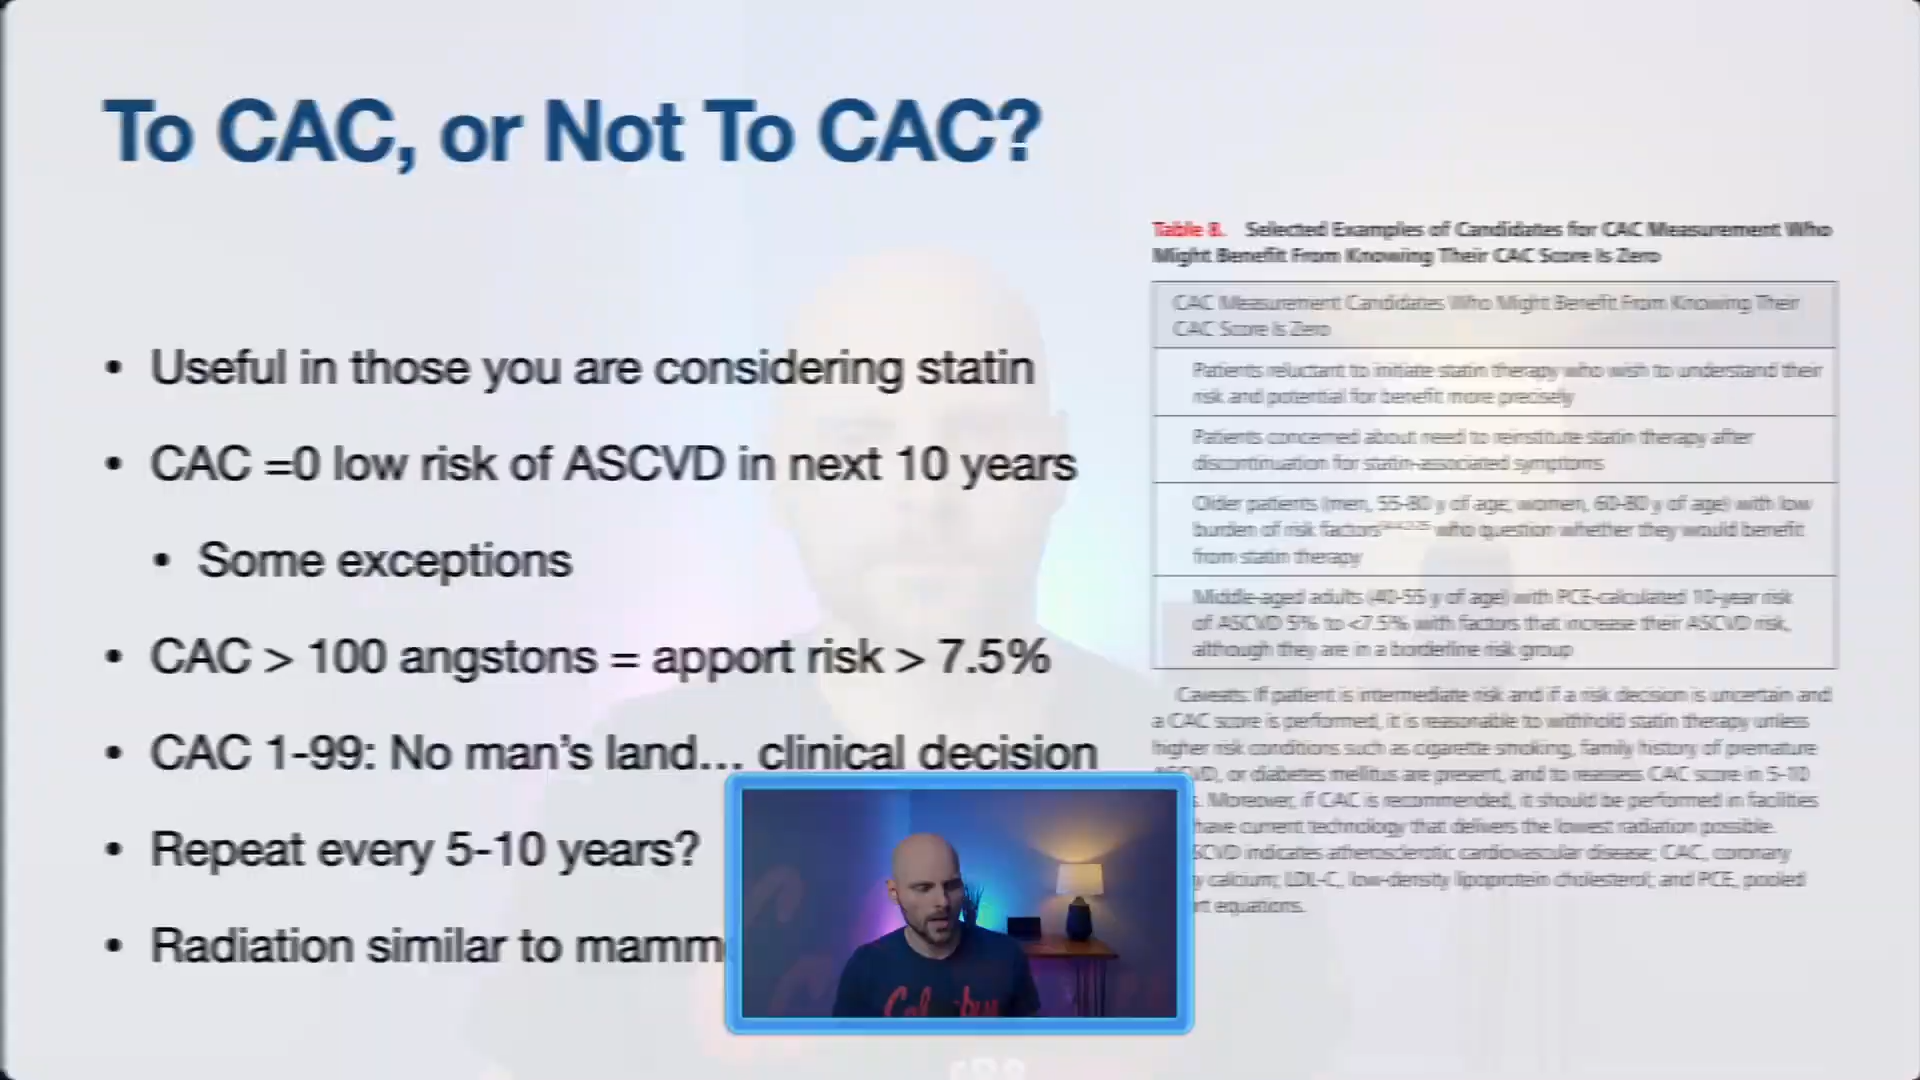 To CAC, or Not To CAC?
• Useful in those you are considering statin
• CAC =0 low risk of ASCVD in next 10 years
• Some exceptions
• CAC > 100 angstons = apport risk > 7.5%
• CAC 1-99: No man’s land... clinical decision
• Repeat every 5-10 years?
• Radiation similar to
Table 8. Selected Examples of Candidates for CAC Measurement Who
Might Benefit From Knowing Their CAC Score Is Zero
CAC Measurement Candidates Who Might Benefit From Knowing Their
CAC Score Is Zero
Patients reluctant to initiate statin therapy who wish to understand their
risk and potential for benefit more precisely
Patients concerned about need to reinstitute statin therapy after
discontinuation for statin-associated symptoms
Older patients (men, 55-80 y of age; women, 60-80 y of age) with low
burden of risk factors who question whether they would benefit
from statin therapy
Middle-aged adults (40-55 y of age) with PCE-calculated 10-year risk
of ASCVD 5% to <7.5% with factors that increase their ASCVD risk,
although they are in a borderline risk group
Caveats: If patient is intermediate risk and if a risk decision is uncertain and
a CAC score is performed, it is reasonable to withhold statin therapy unless
higher risk conditions such as cigarette smoking, family history of premature
or diabetes mellitus are present, and to reassess CAC score in 5-10
Moreover, if CAC is recommended, it should be performed in facilities
have current technology that delivers the lowest radiation possible.
indicates atherosclerotic cardiovascular disease; CAC, coronary
calcium; LDL-C, low-density lipoprotein cholesterol; and PCE, pooled
equations.